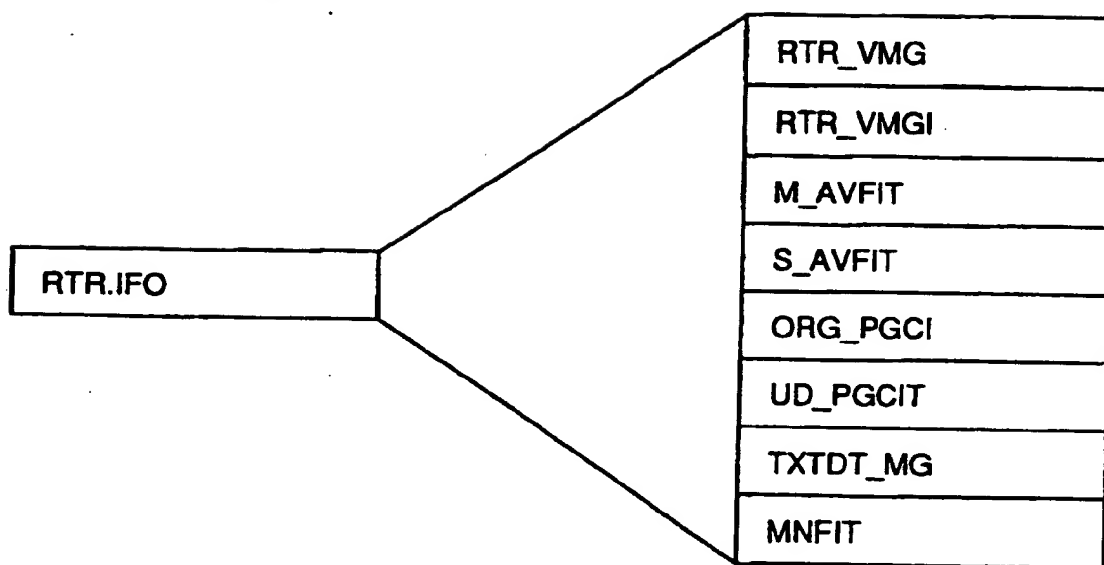 RTR.IFO
RTR_VMG
RTR_VMGI
M_AVFIT
S_AVFIT
ORG_PGCI
UD_PGCIT
TXTDT_MG
MNFIT